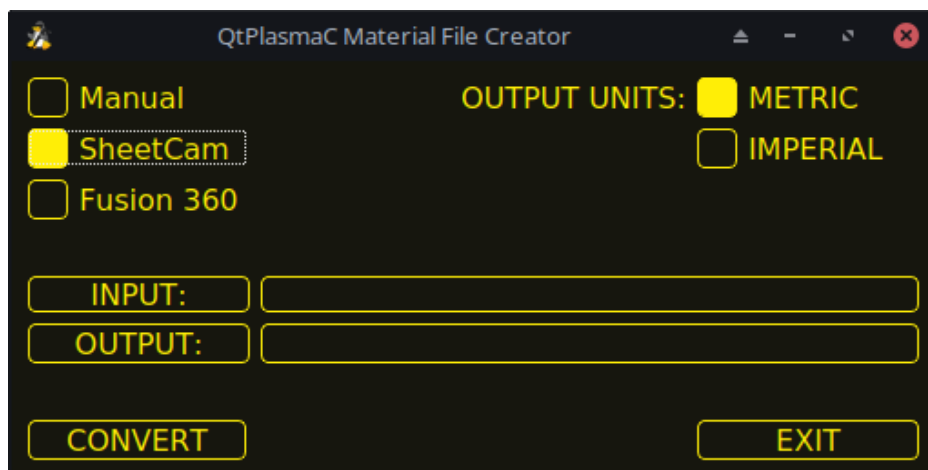 QtPlasmaC Material File Creator
Manual OUTPUT UNITS: METRIC
SheetCam IMPERIAL
Fusion 360
INPUT:
OUTPUT:
CONVERT EXIT